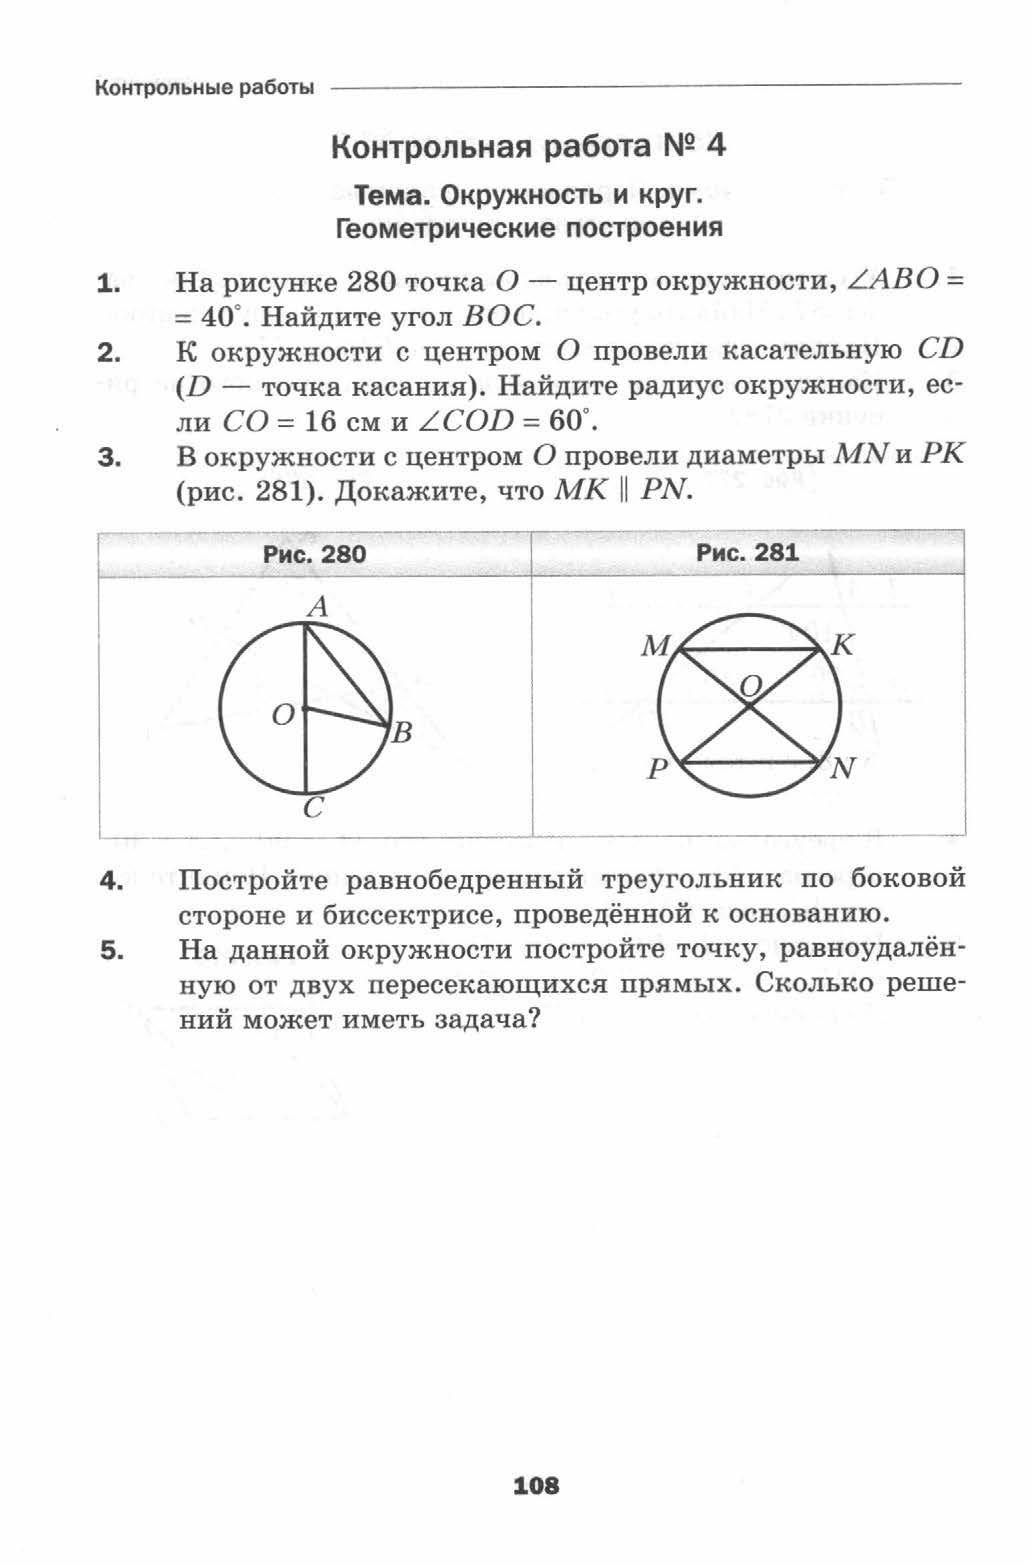 Контрольные работы
Контрольная работа № 4
Тема. Окружность и круг.
Геометрические построения
1. На рисунке 280 точка O — центр окружности, ∠ABO =
= 40°. Найдите угол BOC.
2. К окружности с центром O провели касательную CD
(D — точка касания). Найдите радиус окружности, ес-
ли CO = 16 см и ∠COD = 60°.
3. В окружности с центром O провели диаметры MN и PK
(рис. 281). Докажите, что MK ∥ PN.
Рис. 280
Рис. 281
A
O
B
C
M
K
O
P
N
4. Постройте равнобедренный треугольник по боковой
стороне и биссектрисе, проведённой к основанию.
5. На данной окружности постройте точку, равноудалён-
ную от двух пересекающихся прямых. Сколько реше-
ний может иметь задача?
108